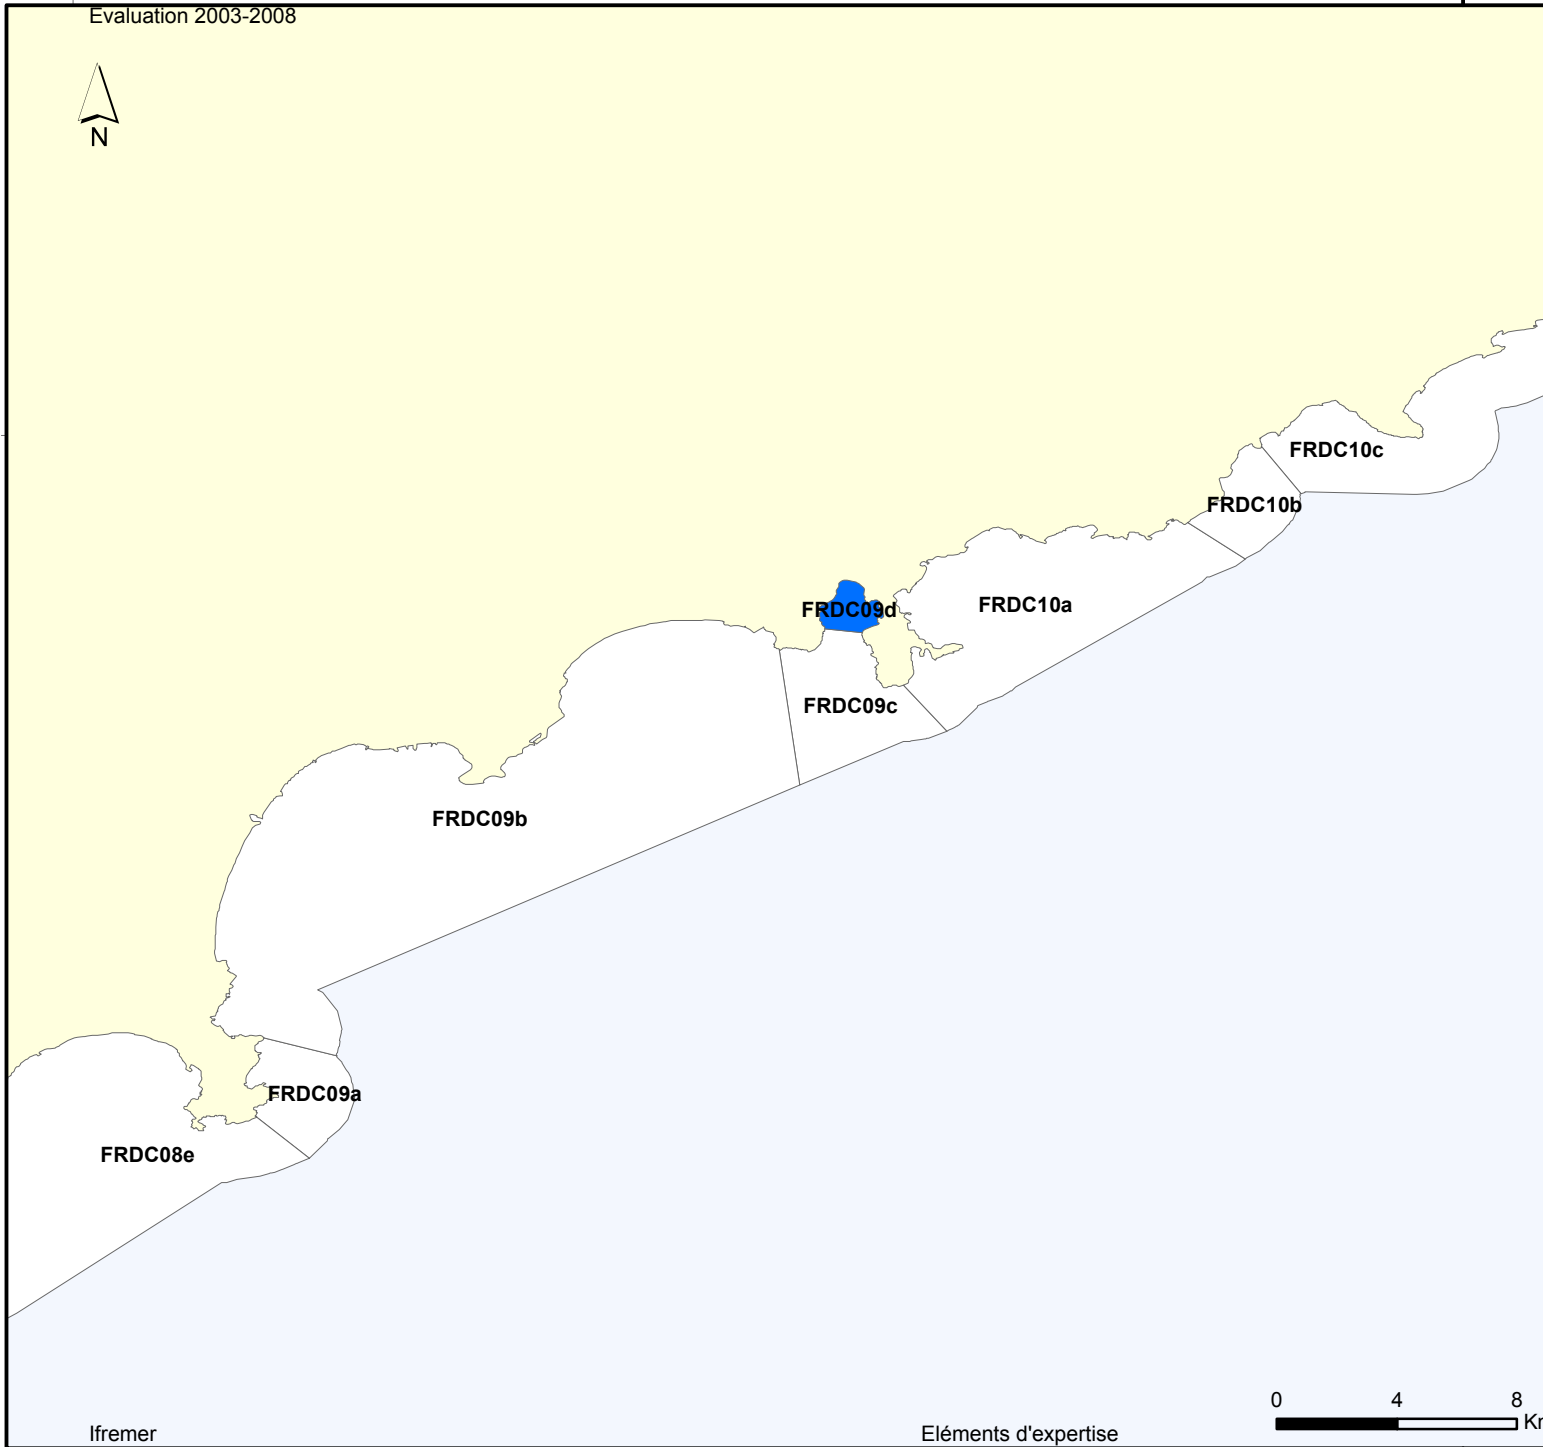 Evaluation 2003-2008
N
FRDC10c
FRDC10b
FRDC10a
FRDC09d
FRDC09c
FRDC09b
FRDC09a
FRDC08e
0 4 8
Ifremer
Eléments d'expertise